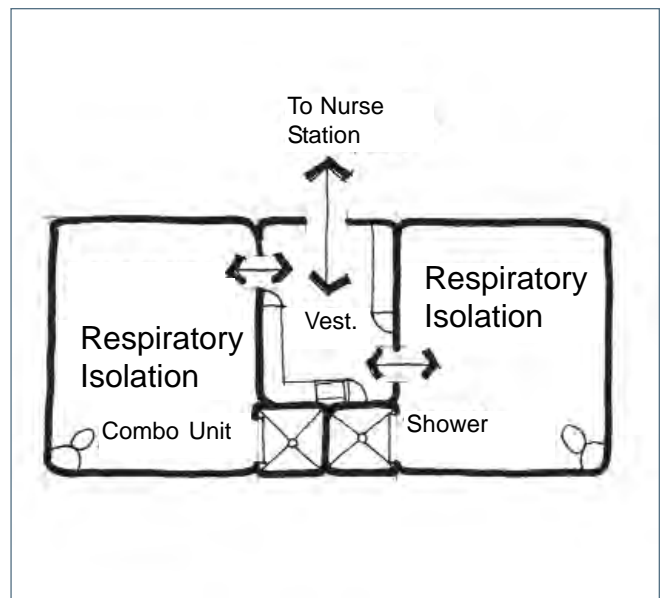 To Nurse
Station
Respiratory
Isolation
Vest.
Respiratory
Isolation
Combo Unit
Shower